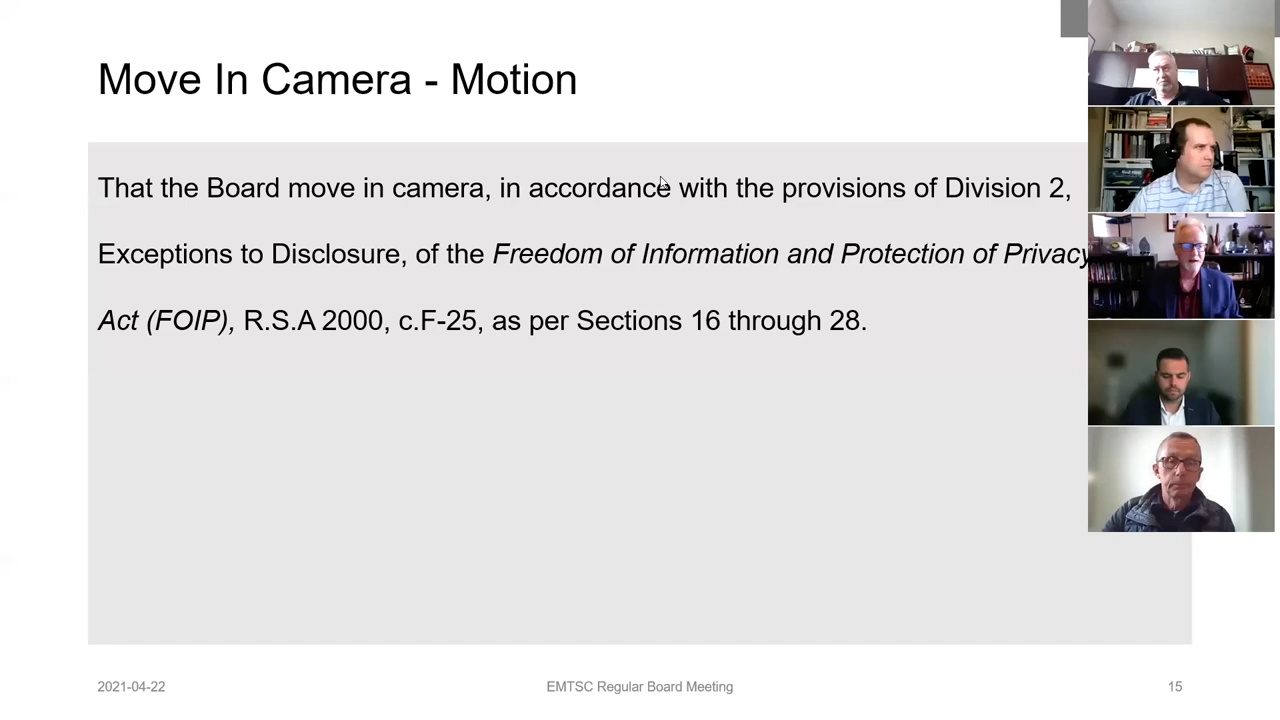 Move In Camera - Motion
That the Board move in camera, in accordance with the provisions of Division 2,
Exceptions to Disclosure, of the Freedom of Information and Protection of Privacy
Act (FOIP), R.S.A 2000, c.F-25, as per Sections 16 through 28.
2021-04-22 EMTSC Regular Board Meeting 15